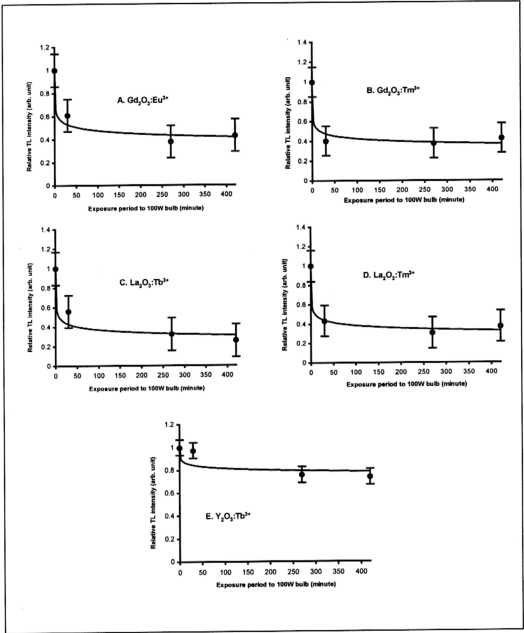 1.2
1
0.8
0.6
0.4
0.2
0
Relative TL intensity (arb. unit)
A. Gd₂O₃:Eu³⁺
0 50 100 150 200 250 300 350 400
Exposure period to 100W bulb (minute)
1.4
1.2
1
0.8
0.6
0.4
0.2
0
Relative TL intensity (arb. unit)
B. Gd₂O₃:Tm³⁺
0 50 100 150 200 250 300 350 400
Exposure period to 100W bulb (minute)
1.4
1.2
1
0.8
0.6
0.4
0.2
0
Relative TL intensity (arb. unit)
C. La₂O₃:Tb³⁺
0 50 100 150 200 250 300 350 400
Exposure period to 100W bulb (minute)
1.4
1.2
1
0.8
0.6
0.4
0.2
0
Relative TL intensity (arb. unit)
D. La₂O₃:Tm³⁺
0 50 100 150 200 250 300 350 400
Exposure period to 100W bulb (minute)
1.2
1
0.8
0.6
0.4
0.2
0
Relative TL intensity (arb. unit)
E. Y₂O₃:Tb³⁺
0 50 100 150 200 250 300 350 400
Exposure period to 100W bulb (minute)